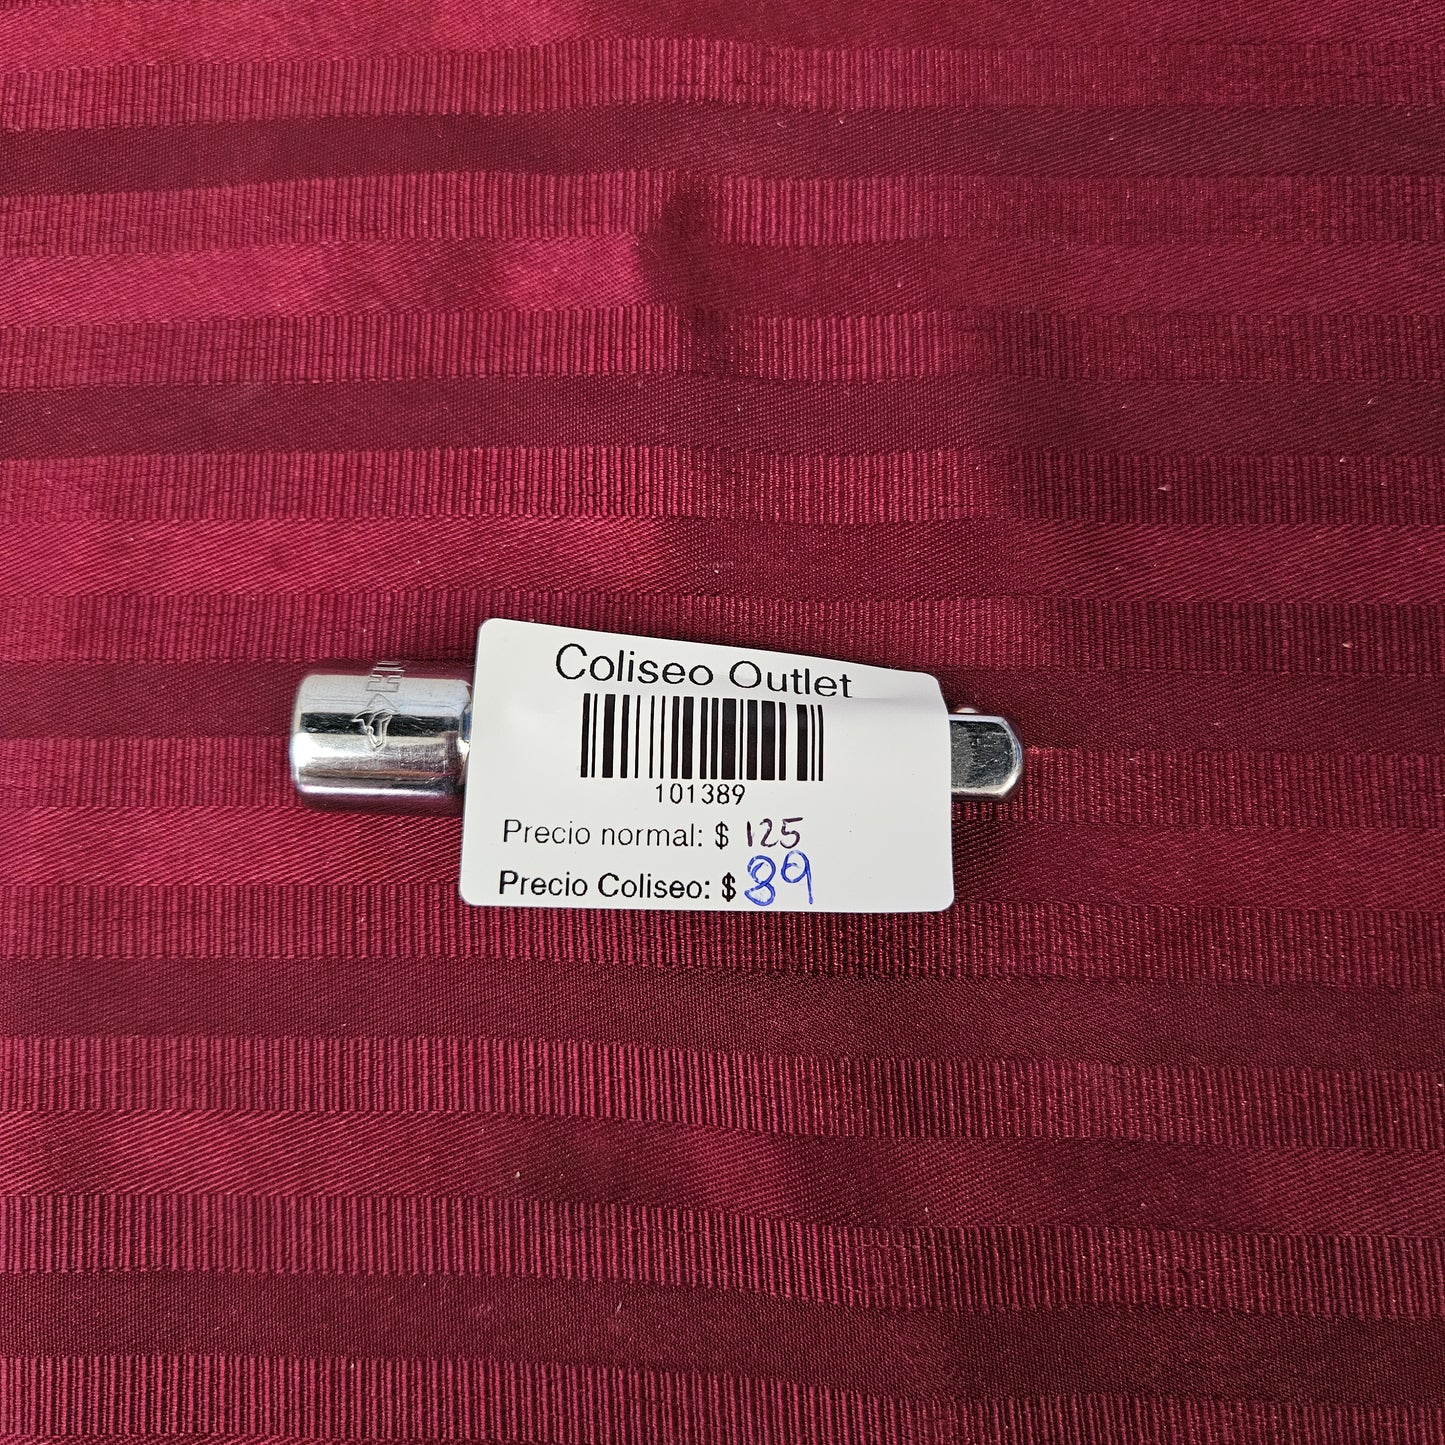 Coliseo Outlet
101389
Precio normal: $ 125
Precio Coliseo: $ 89